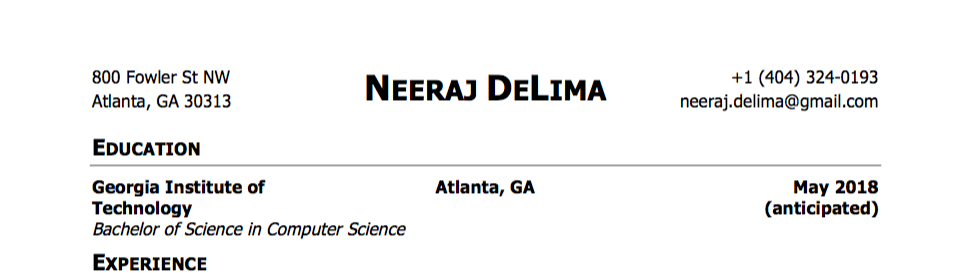 800 Fowler St NW
Atlanta, GA 30313
NEERAJ DELIMA
+1 (404) 324-0193
neeraj.delima@gmail.com
EDUCATION
Georgia Institute of Technology Atlanta, GA May 2018 (anticipated)
Bachelor of Science in Computer Science
EXPERIENCE